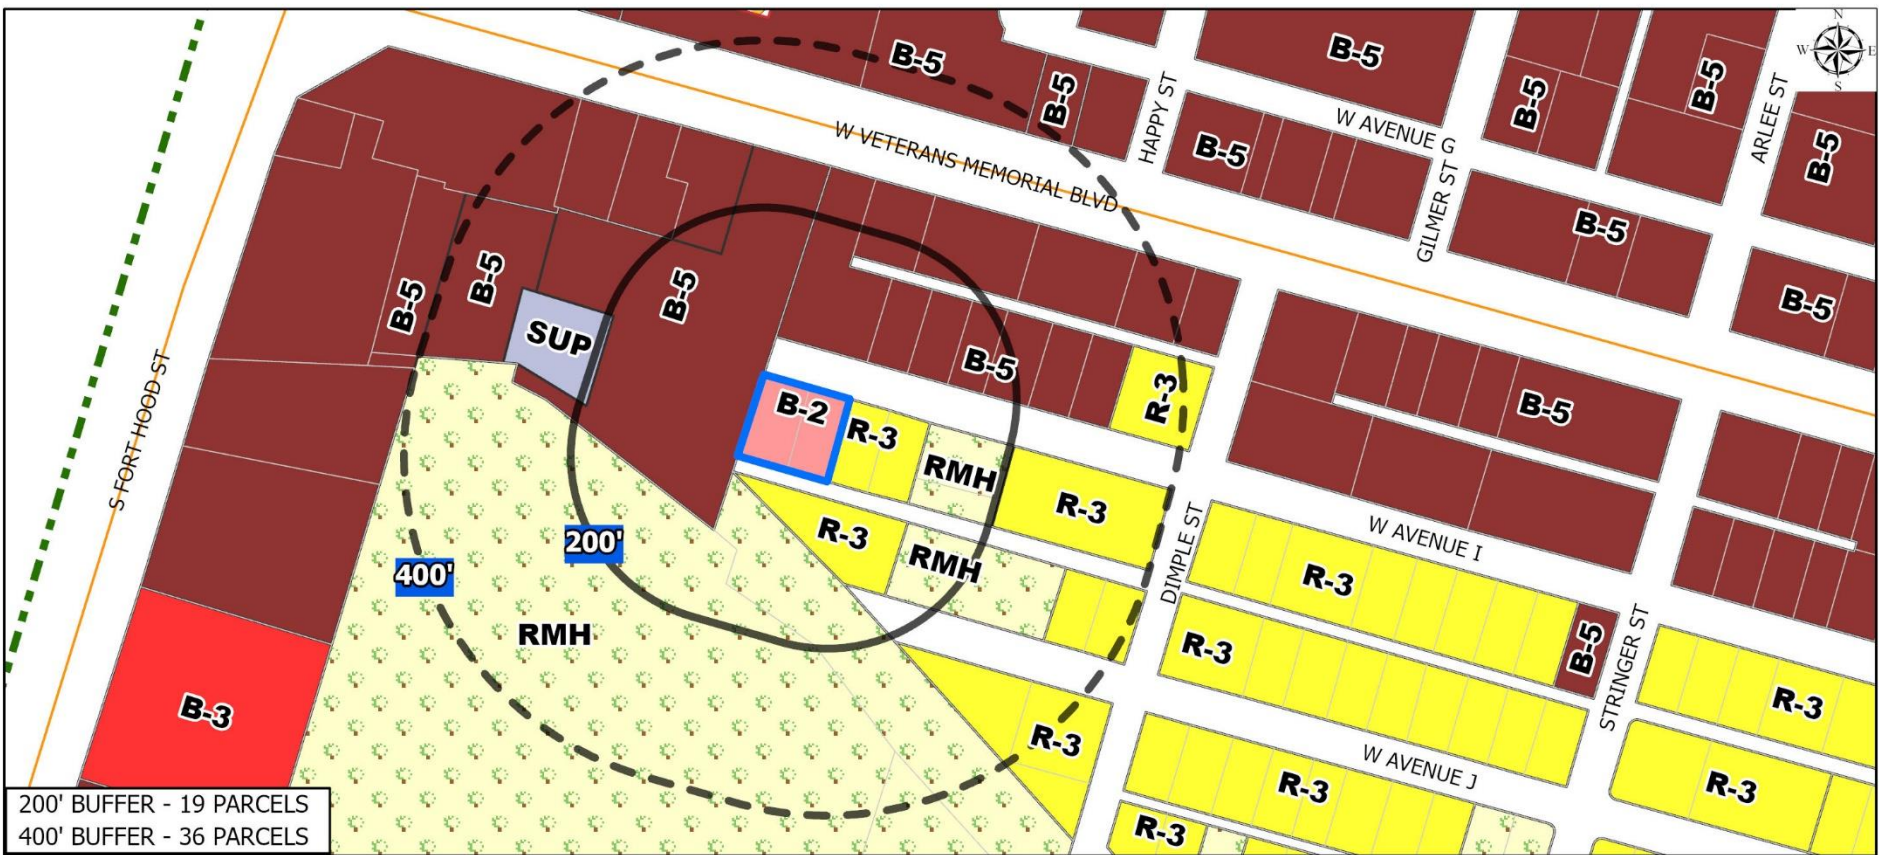 N
W E
S
B-5
B-5
B-5
B-5
B-5
B-5
HAPPY ST
W AVENUE G
ARLEE ST
W VETERANS MEMORIAL BLVD
B-5
GILMER ST
B-5
B-5
B-5
B-5
B-5
B-5
SUP
S FORT HOOD ST
B-5
R-3
B-5
B-2
R-3
RMH
R-3
R-3
RMH
200'
400'
DIMPLE ST
W AVENUE I
R-3
RMH
R-3
B-5
STRINGER ST
R-3
B-3
R-3
W AVENUE J
R-3
R-3
R-3
200' BUFFER - 19 PARCELS
400' BUFFER - 36 PARCELS